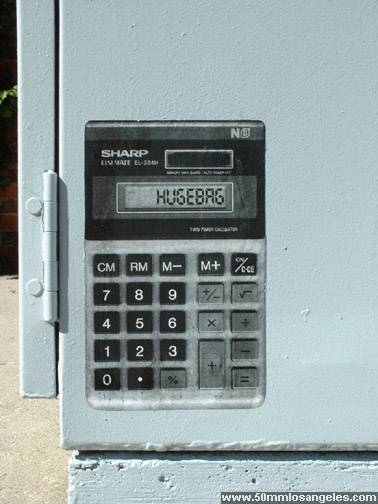 SHARP
ELSI MATE EL-334H
TWIN POWER CALCULATOR
HUGEBAG
CM RM M− M+ ON/C·CE
7 8 9 +/− √
4 5 6 × ÷
1 2 3 + −
0 • % =
www.50mmlosangeles.com